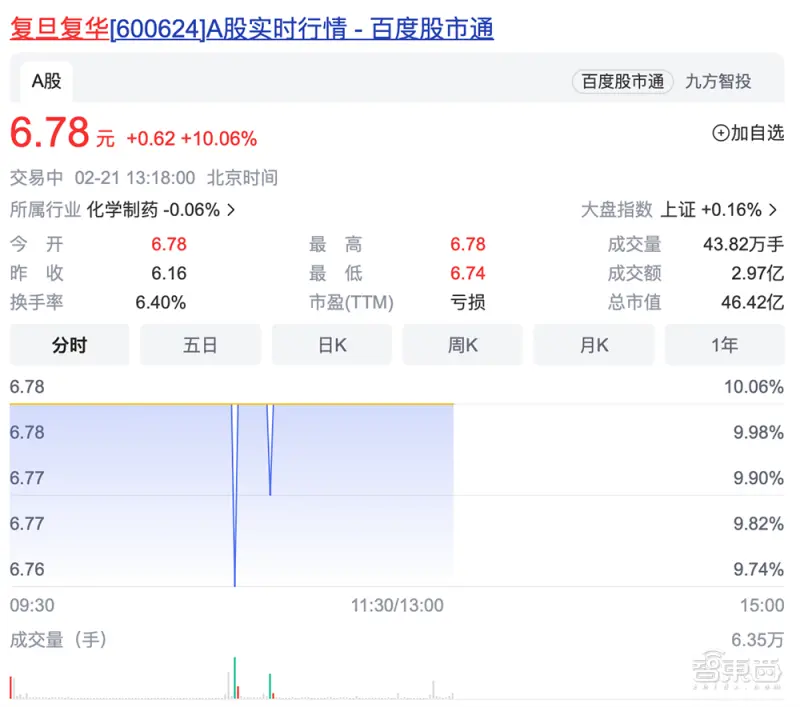 复旦复华[600624]A股实时行情 - 百度股市通
A股 百度股市通 九方智投
6.78 元 +0.62 +10.06% 加自选
交易中 02-21 13:18:00 北京时间
所属行业 化学制药 -0.06% 大盘指数 上证 +0.16%
今 开 6.78 最 高 6.78 成交量 43.82万手
昨 收 6.16 最 低 6.74 成交额 2.97亿
换手率 6.40% 市盈(TTM) 亏损 总市值 46.42亿
分时 五日 日K 周K 月K 1年
6.78 10.06%
6.78 9.98%
6.77 9.90%
6.77 9.82%
6.76 9.74%
09:30 11:30/13:00 15:00
成交量（手） 6.35万
智東西